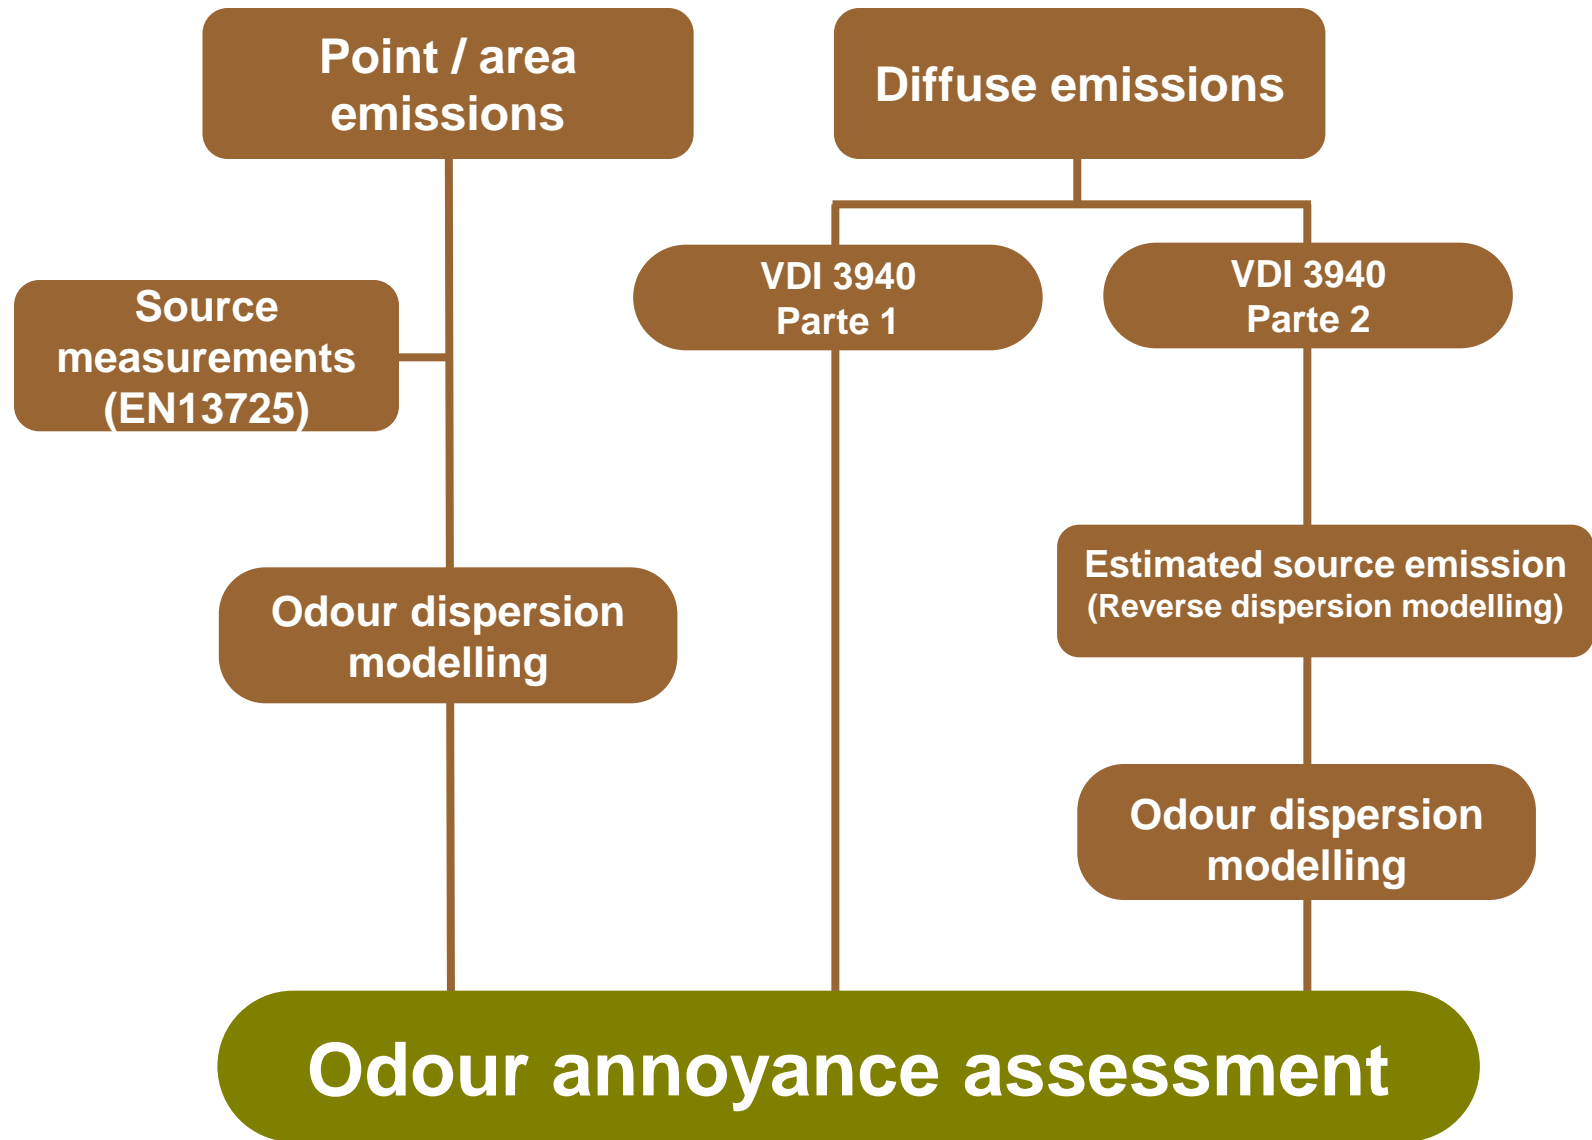 Point / area
emissions
Diffuse emissions
Source
measurements
(EN13725)
VDI 3940
Parte 1
VDI 3940
Parte 2
Estimated source emission
(Reverse dispersion modelling)
Odour dispersion
modelling
Odour dispersion
modelling
Odour annoyance assessment